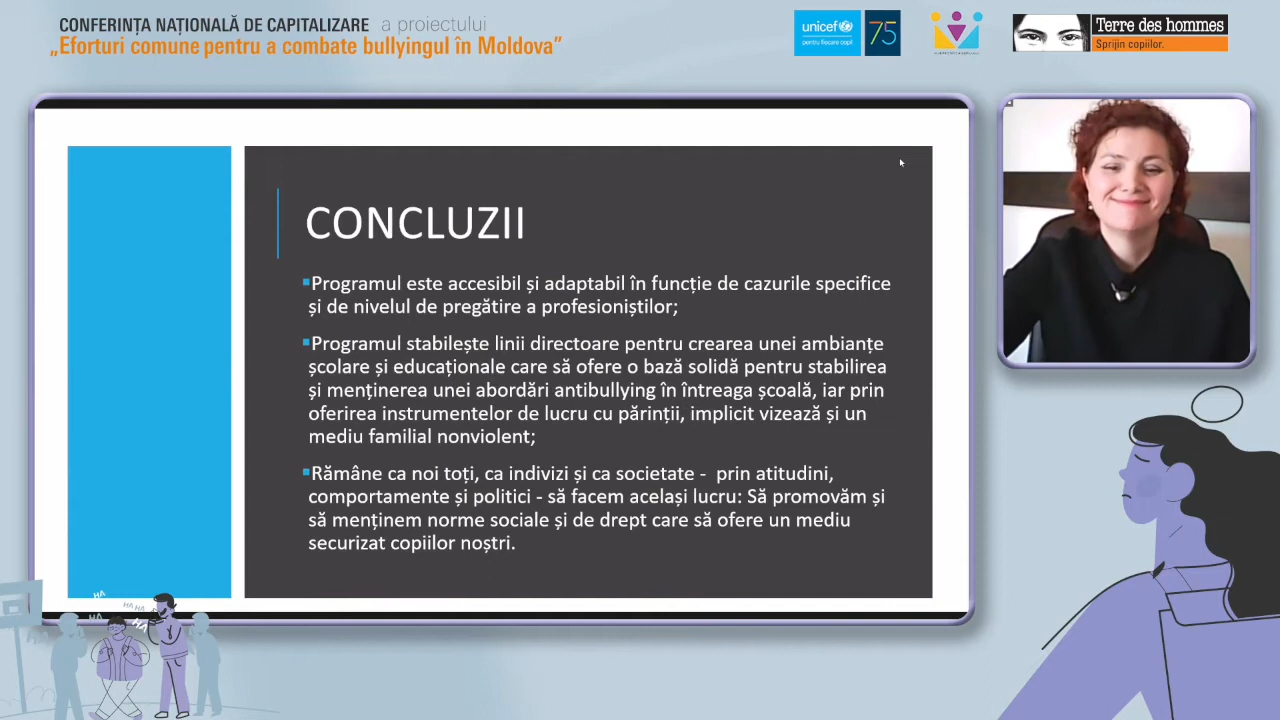 CONFERINȚA NAȚIONALĂ DE CAPITALIZARE a proiectului
„Eforturi comune pentru a combate bullyingul în Moldova”
unicef
pentru fiecare copil
75
Terre des hommes
Sprijin copiilor.
CONCLUZII
Programul este accesibil și adaptabil în funcție de cazurile specifice
și de nivelul de pregătire a profesioniștilor;
Programul stabilește linii directoare pentru crearea unei ambianțe
școlare și educaționale care să ofere o bază solidă pentru stabilirea
și menținerea unei abordări antibullying în întreaga școală, iar prin
oferirea instrumentelor de lucru cu părinții, implicit vizează și un
mediu familial nonviolent;
Rămâne ca noi toți, ca indivizi și ca societate - prin atitudini,
comportamente și politici - să facem același lucru: Să promovăm și
să menținem norme sociale și de drept care să ofere un mediu
securizat copiilor noștri.
HA
HA HA
HA
HA
HA